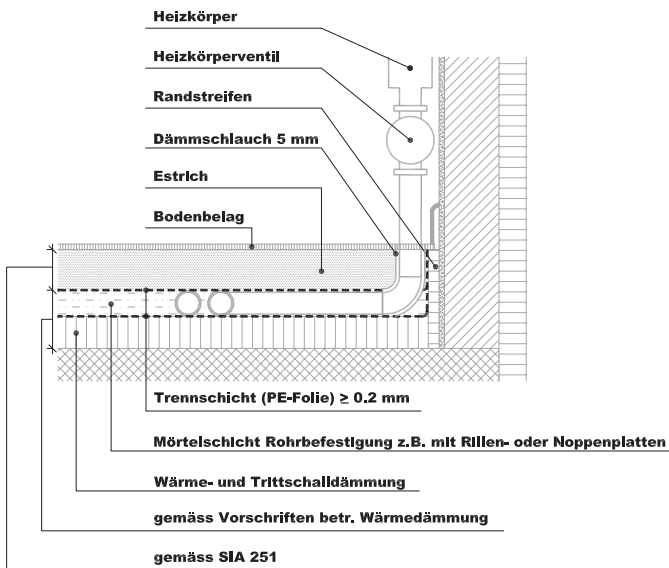 Heizkörper
Heizkörperventil
Randstreifen
Dämmschlauch 5 mm
Estrich
Bodenbelag
Trennschicht (PE-Folie) ≥ 0.2 mm
Mörtelschicht Rohrbefestigung z.B. mit Rillen- oder Noppenplatten
Wärme- und Trittschalldämmung
gemäss Vorschriften betr. Wärmedämmung
gemäss SIA 251